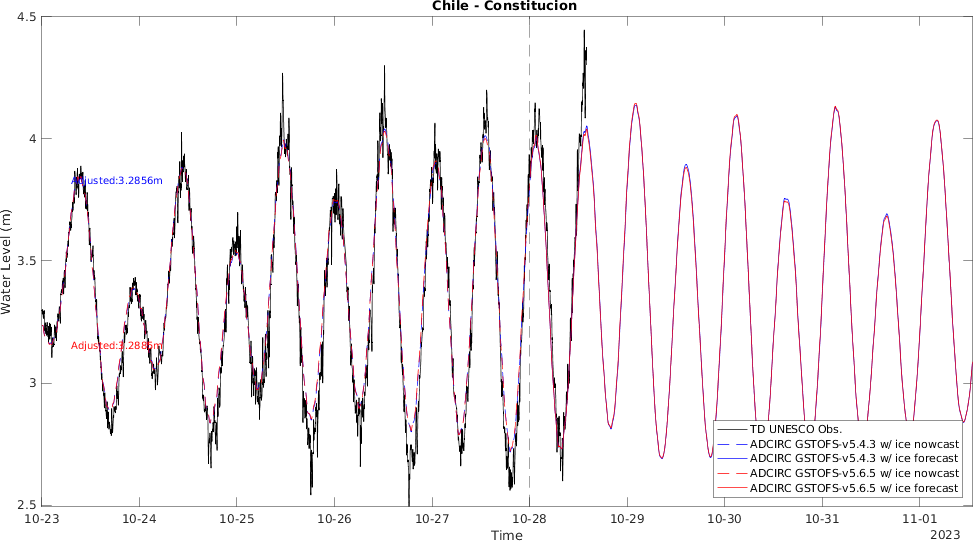 Chile - Constitucion
4.5
4
3.5
3
2.5
Water Level (m)
Adjusted:3.2856m
Adjusted:3.2886m
TD UNESCO Obs.
ADCIRC GSTOFS-v5.4.3 w/ ice nowcast
ADCIRC GSTOFS-v5.4.3 w/ ice forecast
ADCIRC GSTOFS-v5.6.5 w/ ice nowcast
ADCIRC GSTOFS-v5.6.5 w/ ice forecast
10-23 10-24 10-25 10-26 10-27 10-28 10-29 10-30 10-31 11-01
Time
2023